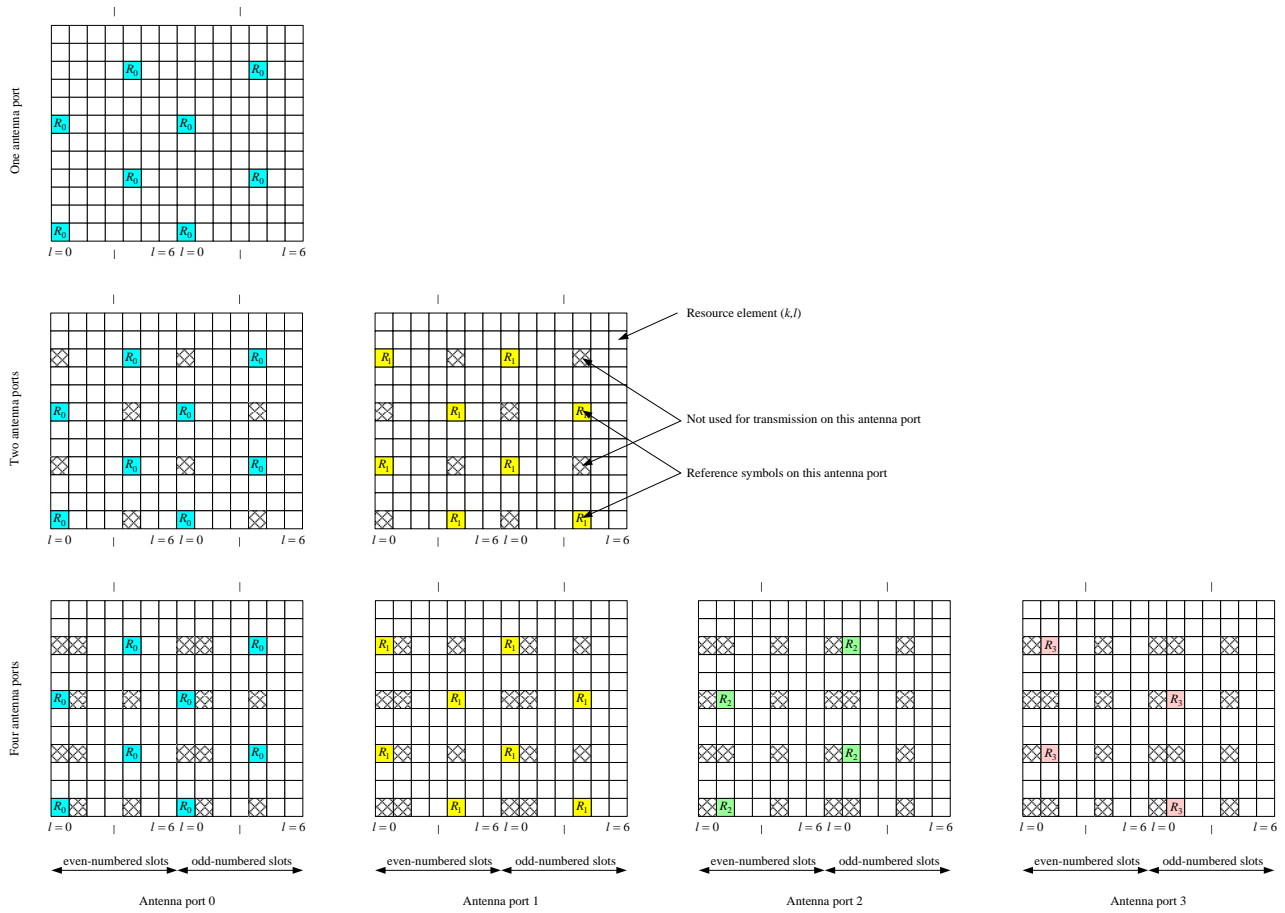 One antenna port
R0 R0
R0 R0
R0 R0
R0 R0
l = 0 l = 6 l = 0 l = 6
Two antenna ports
R0 R0
R0 R0
R0 R0
R0 R0
l = 0 l = 6 l = 0 l = 6
R1 R1
R1 R1
R1 R1
R1 R1
l = 0 l = 6 l = 0 l = 6
Resource element (k,l)
Not used for transmission on this antenna port
Reference symbols on this antenna port
Four antenna ports
R0 R0
R0 R0
R0 R0
R0 R0
l = 0 l = 6 l = 0 l = 6
even-numbered slots odd-numbered slots
Antenna port 0
R1 R1
R1 R1
R1 R1
R1 R1
l = 0 l = 6 l = 0 l = 6
even-numbered slots odd-numbered slots
Antenna port 1
R2
R2
R2
R2
l = 0 l = 6 l = 0 l = 6
even-numbered slots odd-numbered slots
Antenna port 2
R3
R3
R3
R3
l = 0 l = 6 l = 0 l = 6
even-numbered slots odd-numbered slots
Antenna port 3